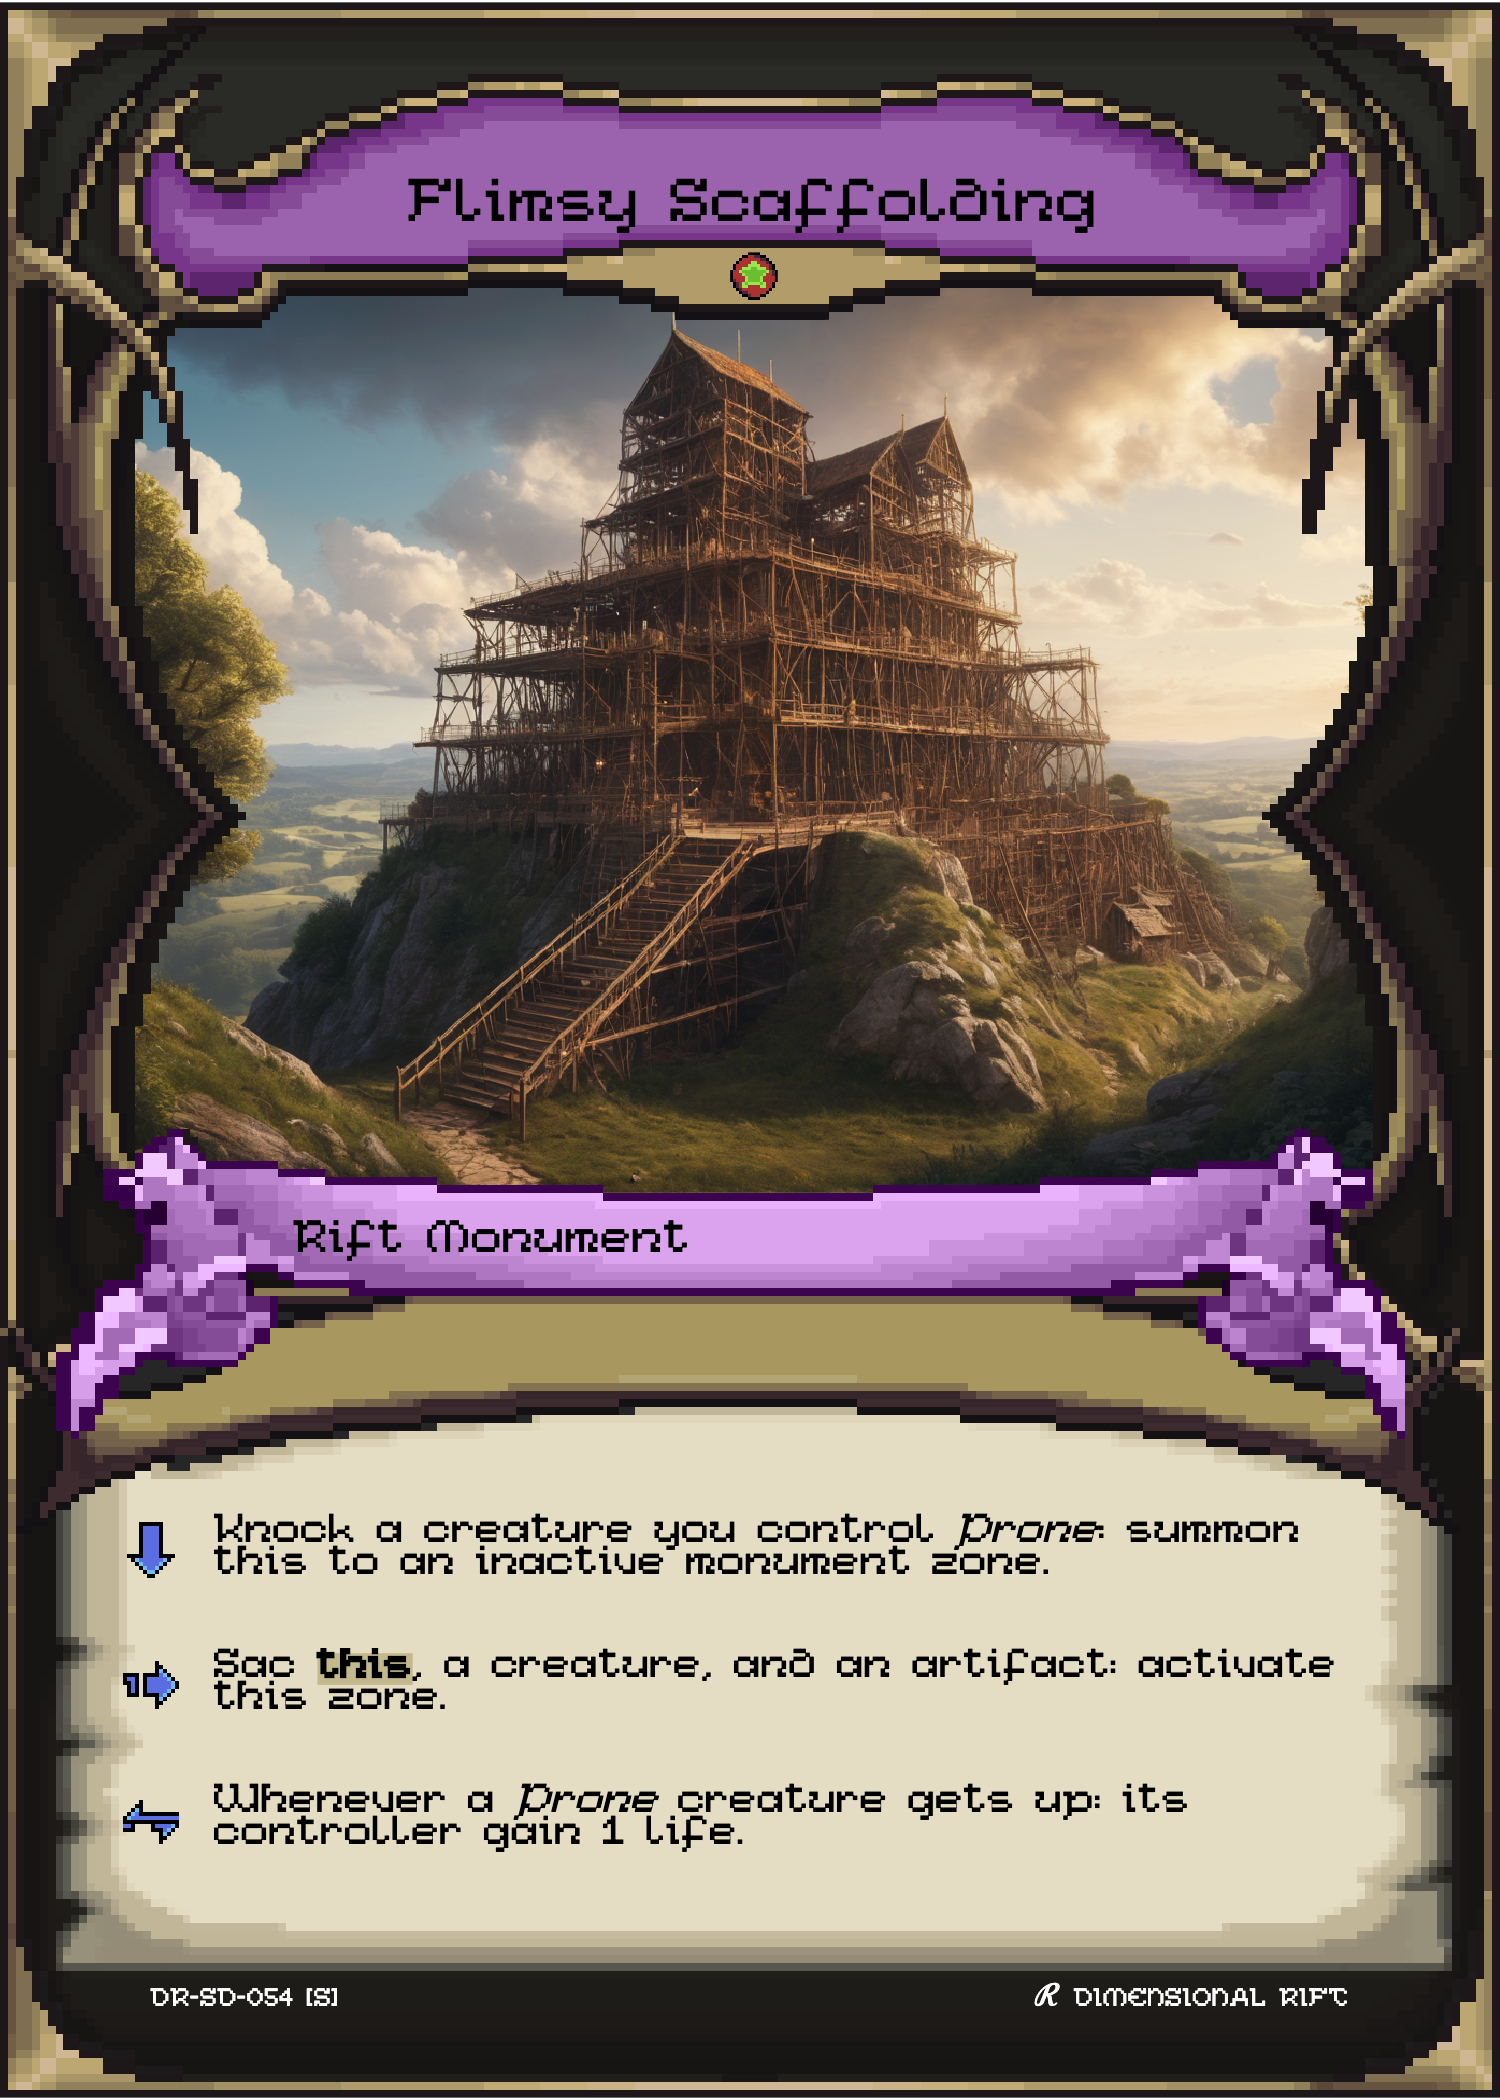 Flimsy Scaffolding
Rift Monument
Knock a creature you control Prone: summon
this to an inactive monument zone.
1
Sac this, a creature, and an artifact: activate
this zone.
Whenever a Prone creature gets up: its
controller gain 1 life.
DR-SD-054 [S]
R DIMENSIONAL RIFT